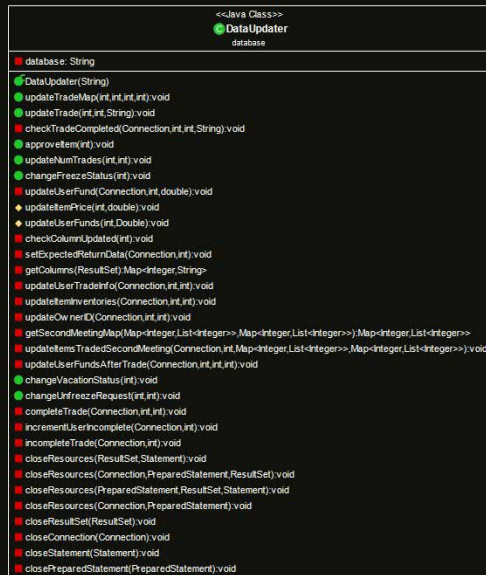 <<Java Class>>
DataUpdater
database
database: String
DataUpdater(String)
updateTradeMap(int,int,int,int):void
updateTrade(int,int,String):void
checkTradeCompleted(Connection,int,int,String):void
approveItem(int):void
updateNumTrades(int,int):void
changeFreezeStatus(int):void
updateUserFund(Connection,int,double):void
updateItemPrice(int,double):void
updateUserFunds(int,Double):void
checkColumnUpdated(int):void
setExpectedReturnData(Connection,int):void
getColumns(ResultSet):Map<Integer,String>
updateUserTradeInfo(Connection,int,int):void
updateItemInventories(Connection,int,int):void
updateOwnerID(Connection,int,int):void
getSecondMeetingMap(Map<Integer,List<Integer>>,Map<Integer,List<Integer>>):Map<Integer,List<Integer>>
updateItemsTradedSecondMeeting(Connection,int,Map<Integer,List<Integer>>,Map<Integer,List<Integer>>):void
updateUserFundsAfterTrade(Connection,int,int,int):void
changeVacationStatus(int):void
changeUnfreezeRequest(int,int):void
completeTrade(Connection,int,int):void
incrementUserIncomplete(Connection,int):void
incompleteTrade(Connection,int):void
closeResources(ResultSet,Statement):void
closeResources(Connection,PreparedStatement,ResultSet):void
closeResources(PreparedStatement,ResultSet,Statement):void
closeResources(Connection,PreparedStatement):void
closeResultSet(ResultSet):void
closeConnection(Connection):void
closeStatement(Statement):void
closePreparedStatement(PreparedStatement):void